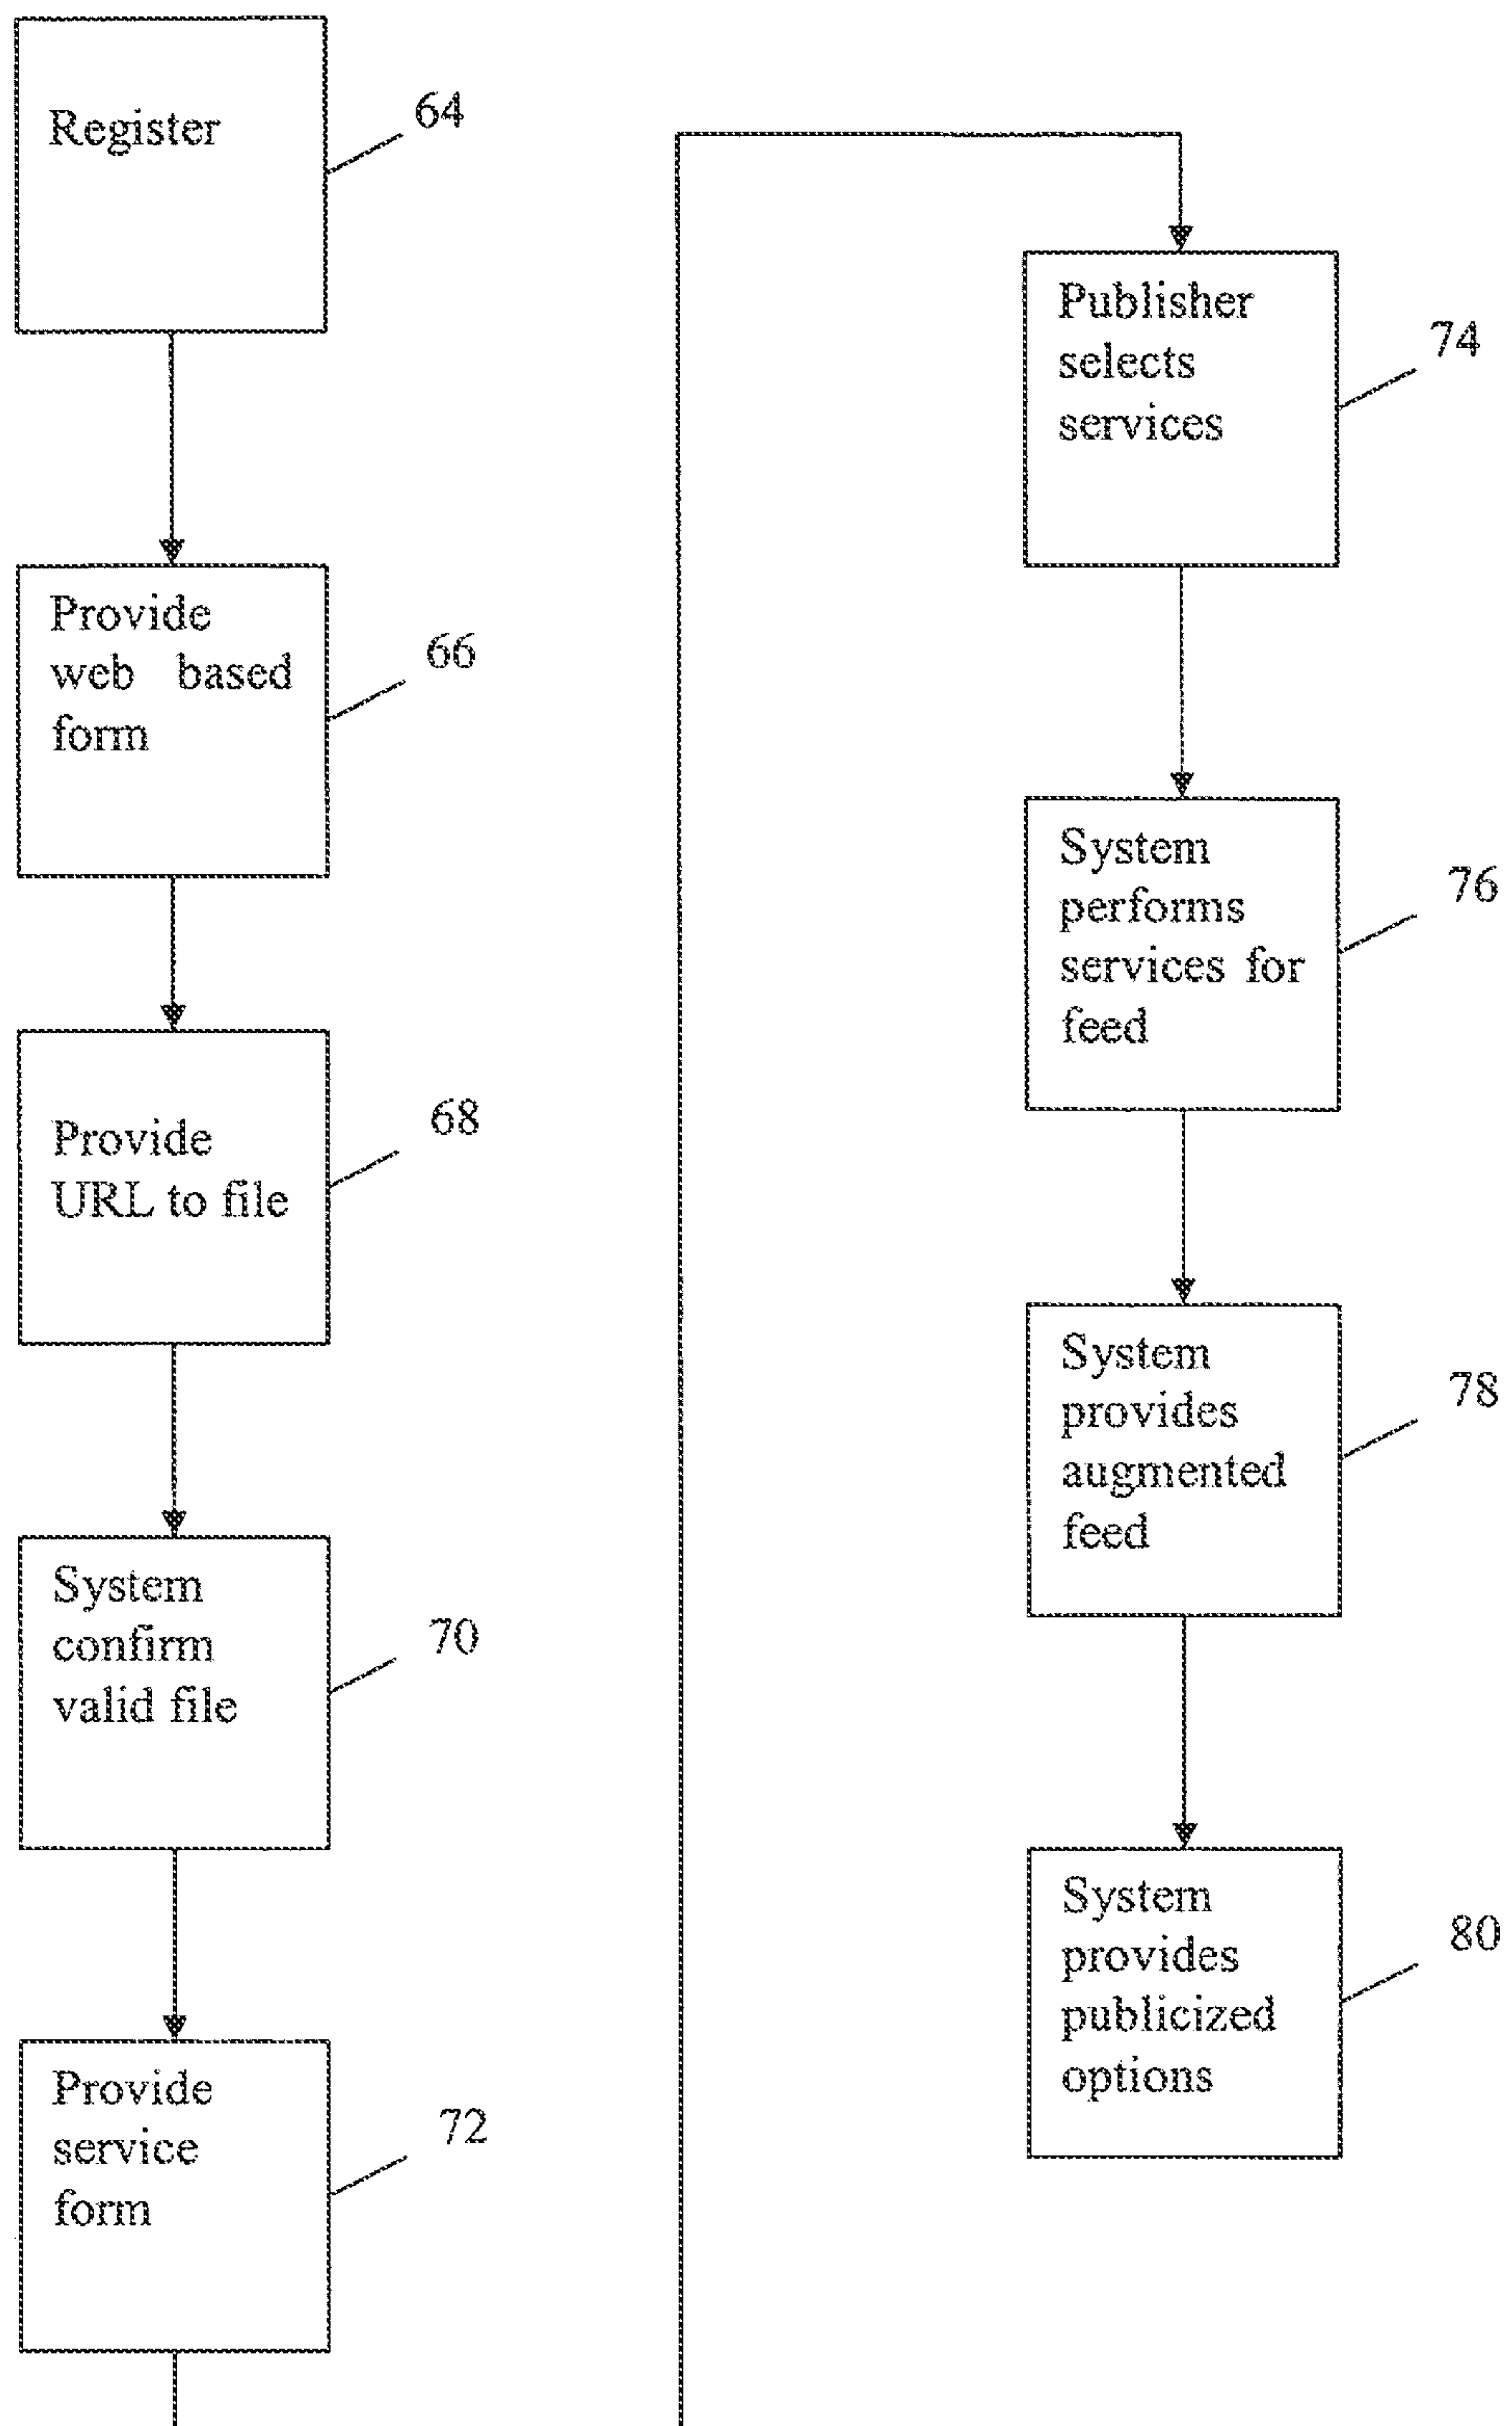 Register
64
Provide
web based
form
66
Provide
URL to file
68
System
confirm
valid file
70
Provide
service
form
72
Publisher
selects
services
74
System
performs
services for
feed
76
System
provides
augmented
feed
78
System
provides
publicized
options
80